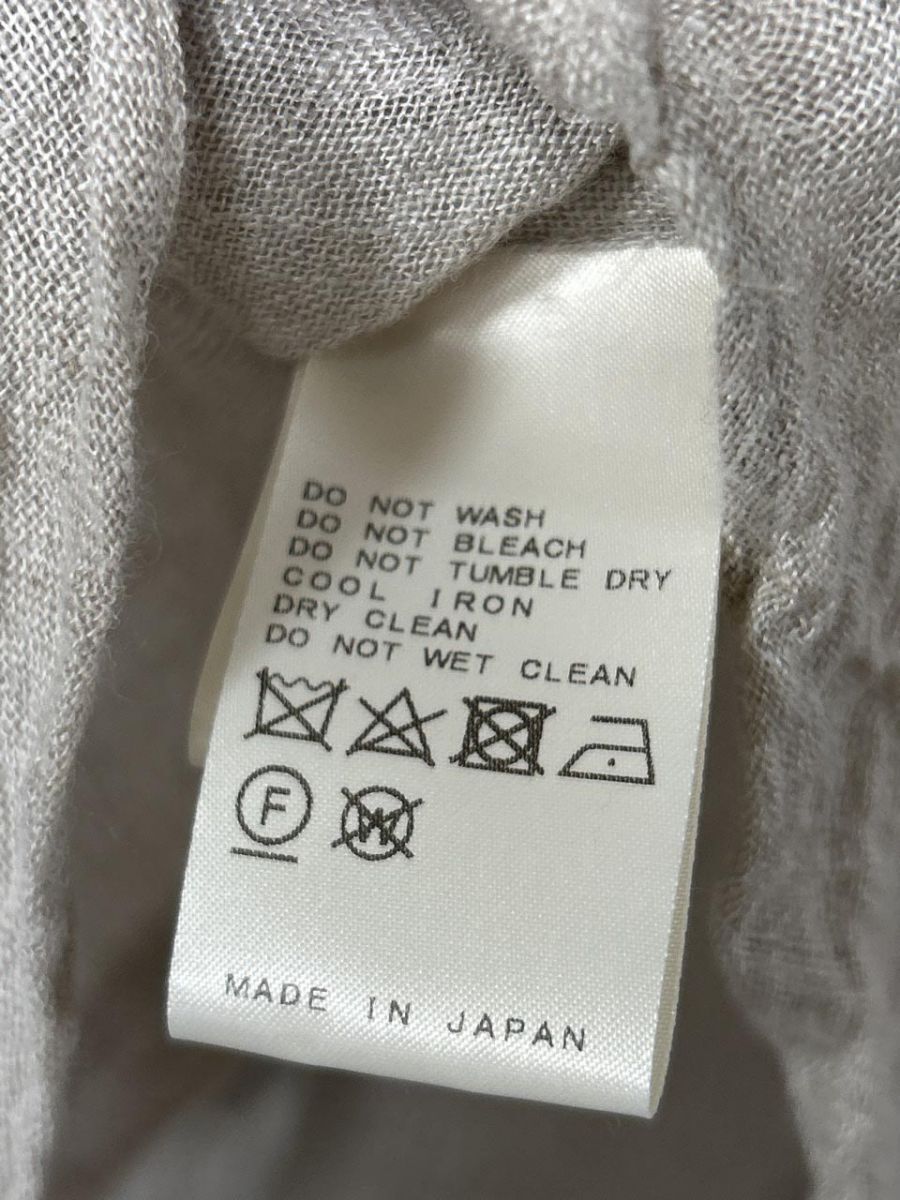 DO NOT WASH
DO NOT BLEACH
DO NOT TUMBLE DRY
COOL IRON
DRY CLEAN
DO NOT WET CLEAN
F W
MADE IN JAPAN